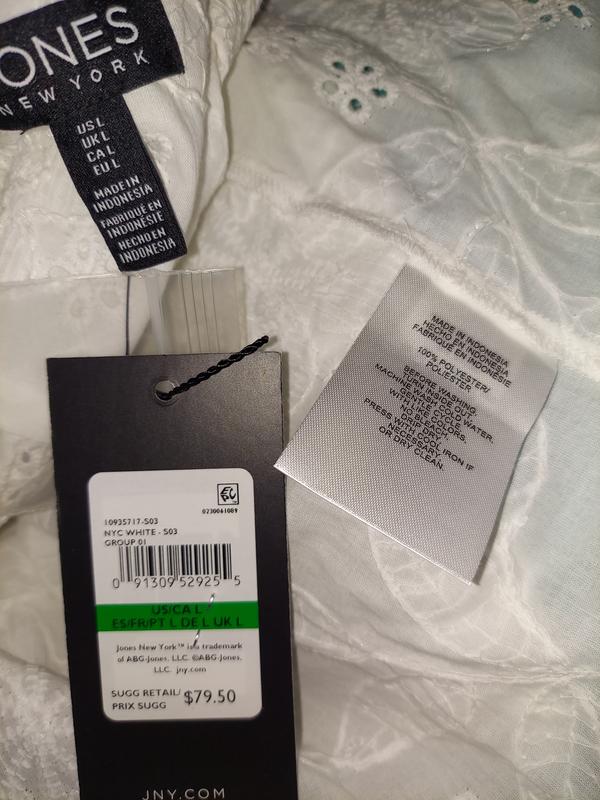 JONES
NEW YORK
US L
UK L
CA L
EU L
MADE IN
INDONESIA
FABRIQUÉ EN
INDONÉSIE
HECHO EN
INDONESIA
MADE IN INDONESIA
HECHO EN INDONESIA
FABRIQUÉ EN INDONÉSIE
100% POLYESTER/
POLIESTER
BEFORE WASHING,
TURN INSIDE OUT.
MACHINE WASH COLD WATER.
GENTLE CYCLE.
WITH LIKE COLORS.
NO BLEACH.
DRIP DRY.
PRESS WITH COOL IRON IF
NECESSARY.
OR DRY CLEAN.
0230061089
10935717-S03
NYC WHITE - S03
GROUP 01
0 91309 52925 5
US/CA L
ES/FR/PT L DE L UK L
Jones New York™ is a trademark
of ABG-Jones, LLC. ©ABG-Jones,
LLC. jny.com
SUGG RETAIL/
PRIX SUGG
$79.50
JNY.COM